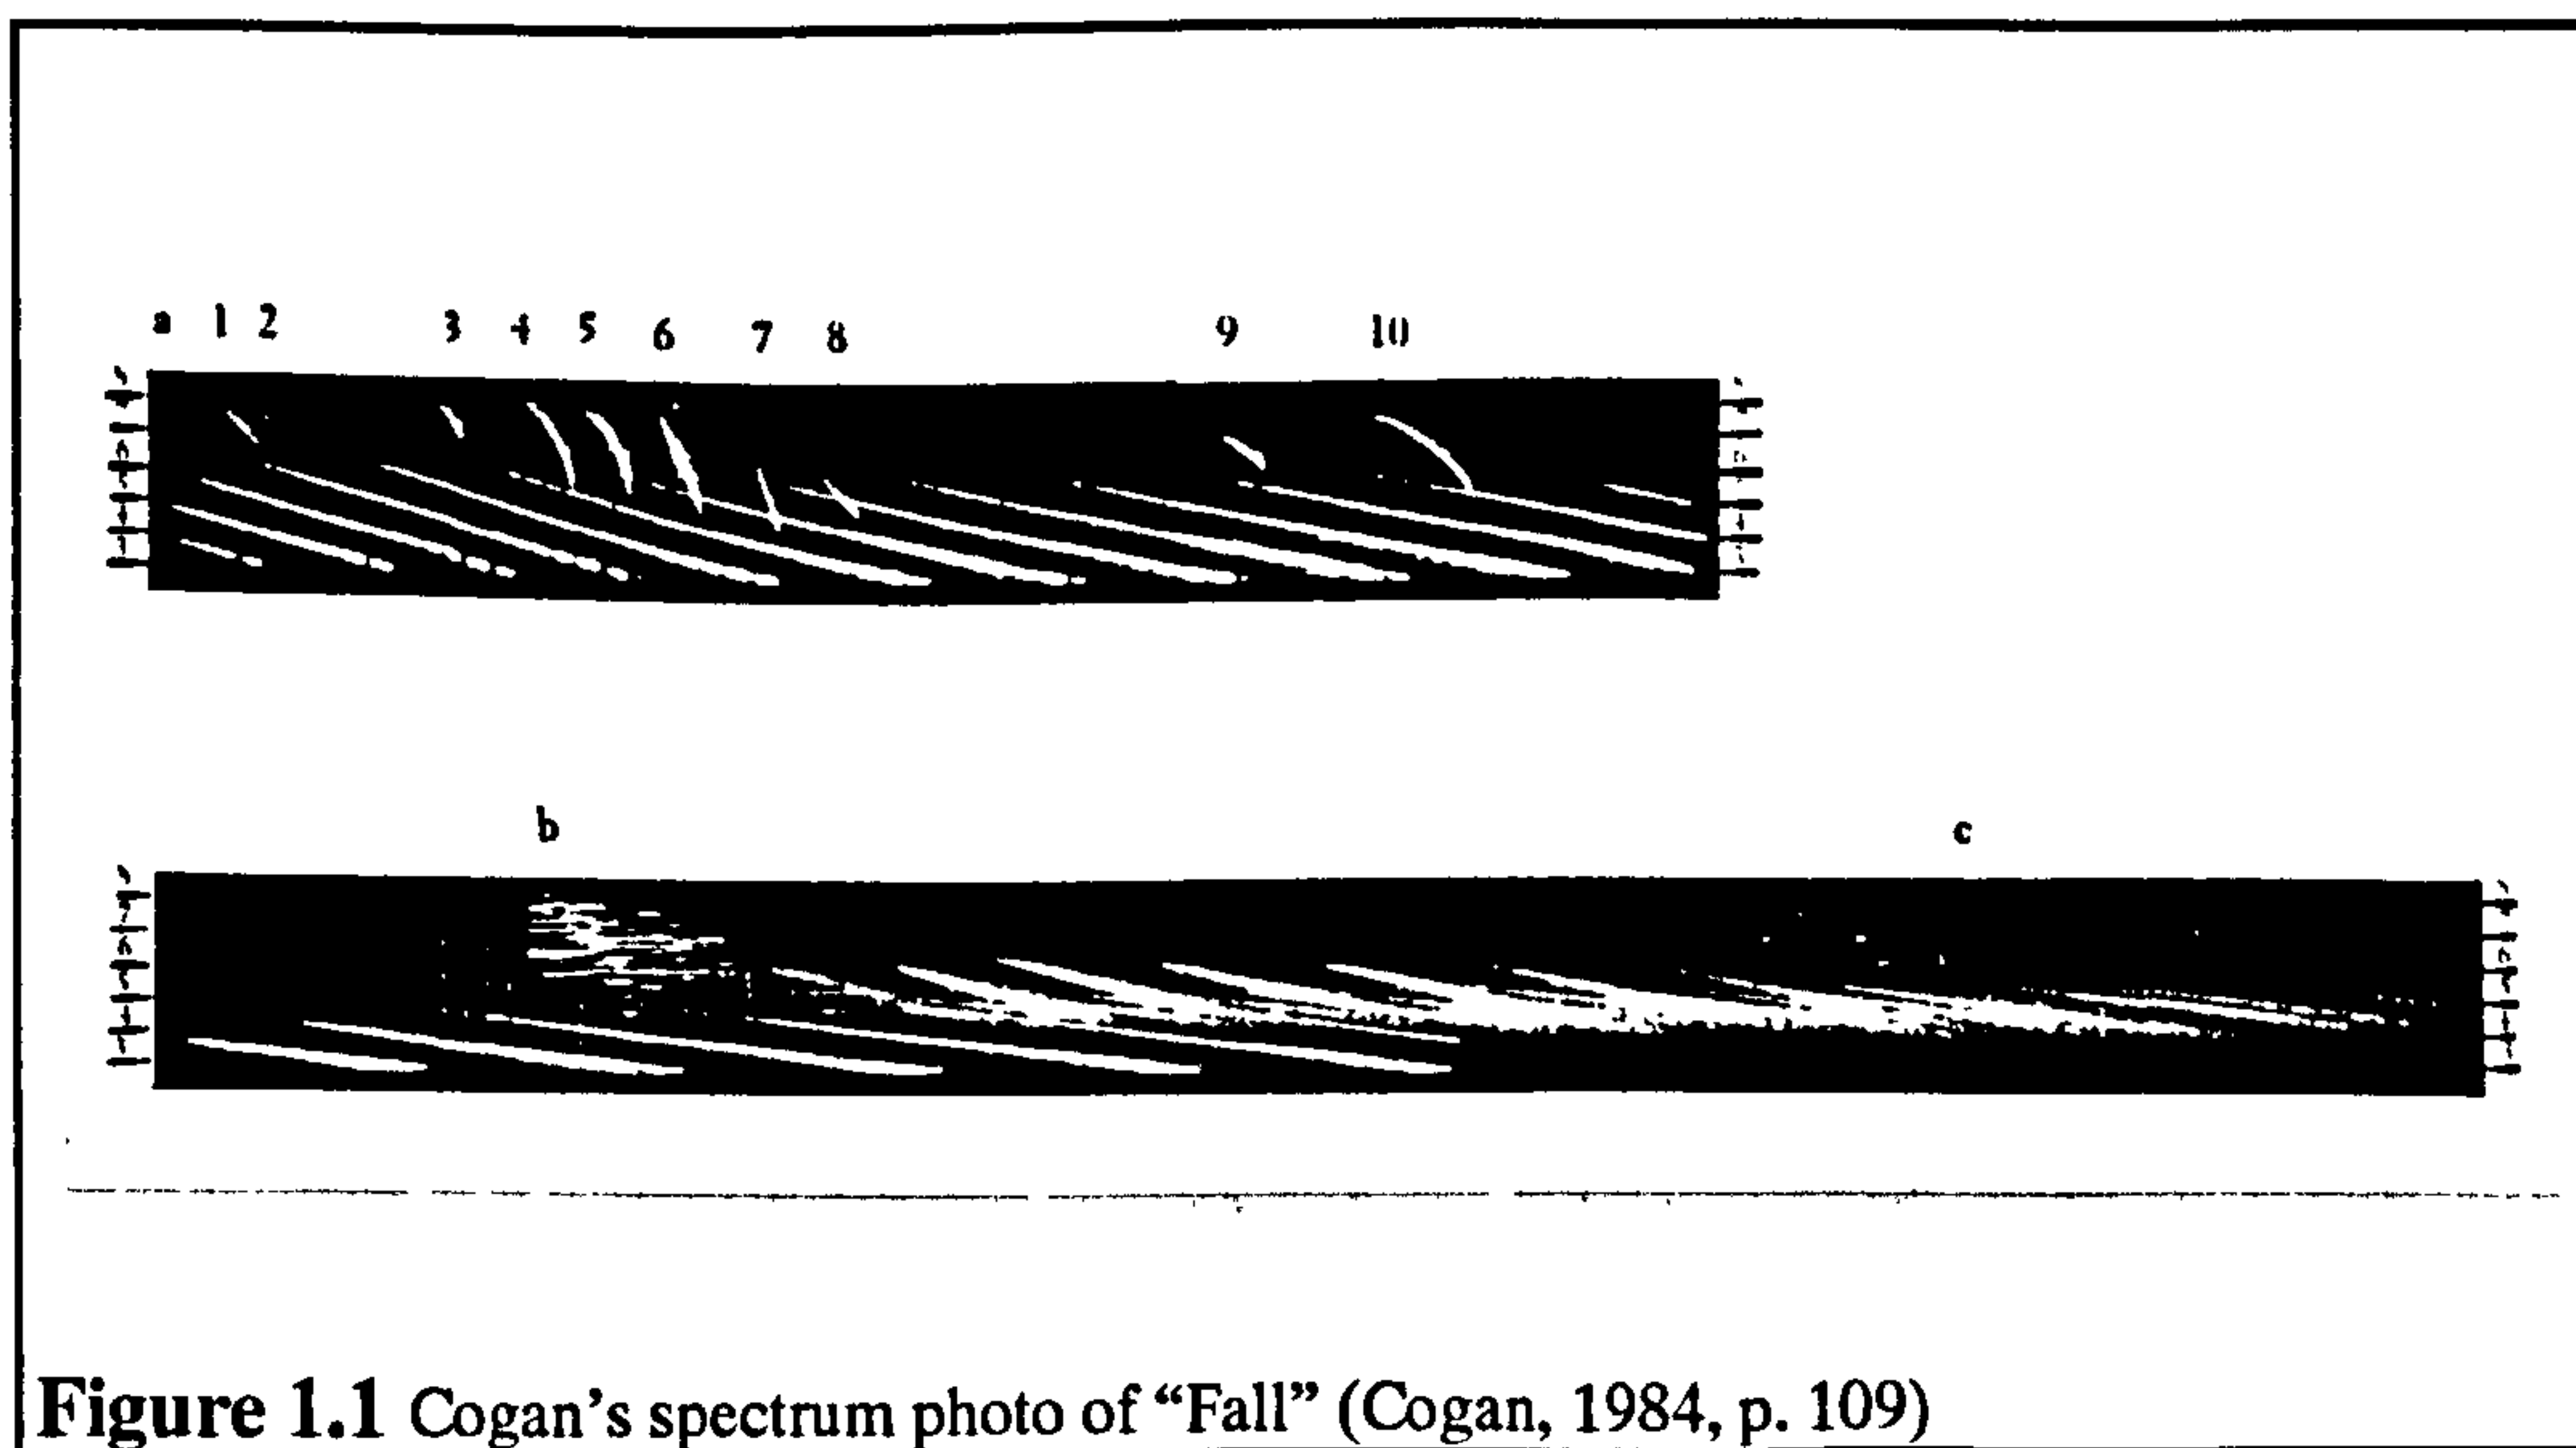 a 1 2 3 4 5 6 7 8 9 10
b c
Figure 1.1 Cogan’s spectrum photo of “Fall” (Cogan, 1984, p. 109)